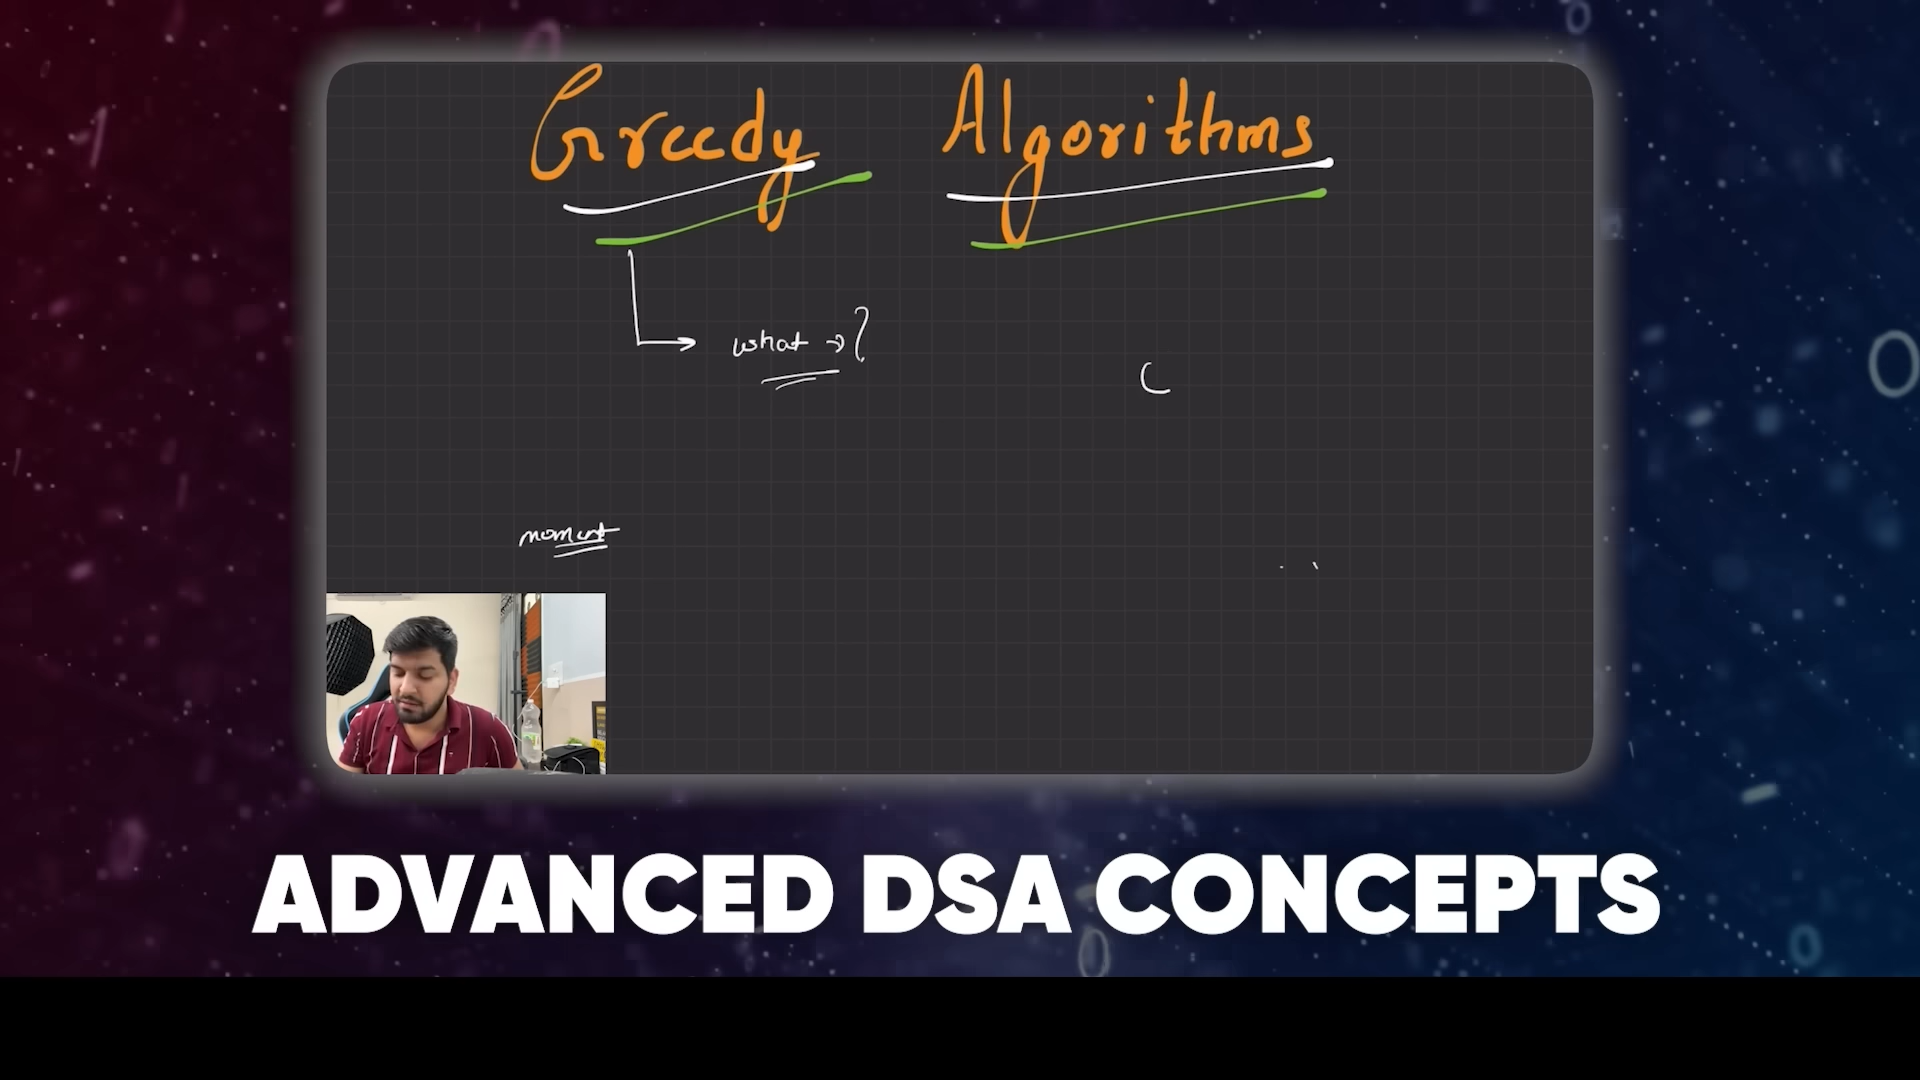 Greedy Algorithms
what → ?
C
moment
ADVANCED DSA CONCEPTS